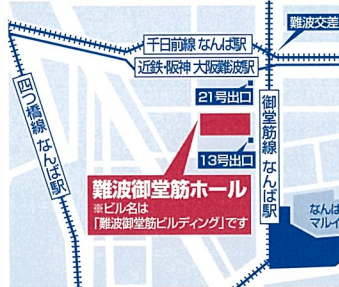 難波交差
千日前線 なんば駅
近鉄・阪神 大阪難波駅
21号出口
四つ橋線 なんば駅
御堂筋線 なんば駅
13号出口
難波御堂筋ホール
※ビル名は
「難波御堂筋ビルディング」です
なんば
マルイ